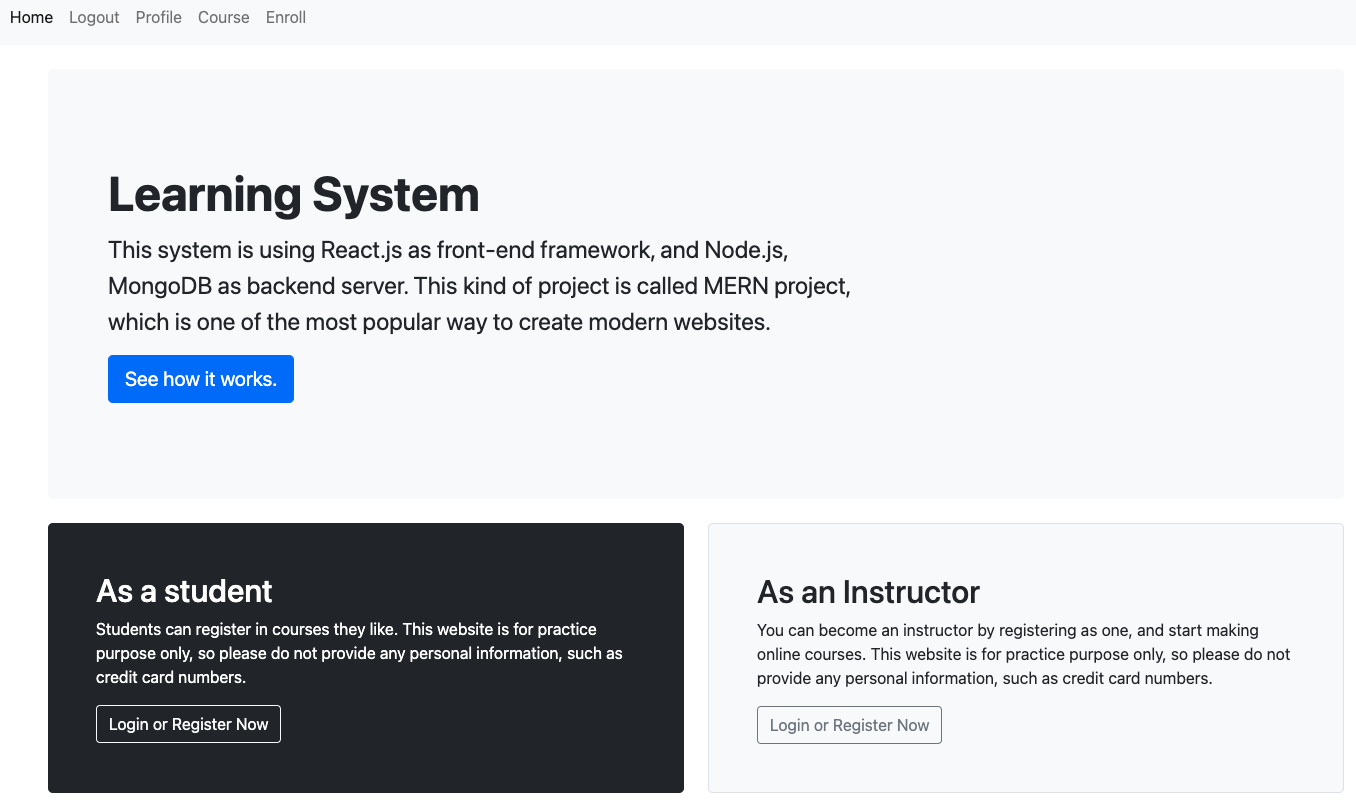 Home Logout Profile Course Enroll
Learning System
This system is using React.js as front-end framework, and Node.js,
MongoDB as backend server. This kind of project is called MERN project,
which is one of the most popular way to create modern websites.
See how it works.
As a student
Students can register in courses they like. This website is for practice
purpose only, so please do not provide any personal information, such as
credit card numbers.
Login or Register Now
As an Instructor
You can become an instructor by registering as one, and start making
online courses. This website is for practice purpose only, so please do not
provide any personal information, such as credit card numbers.
Login or Register Now